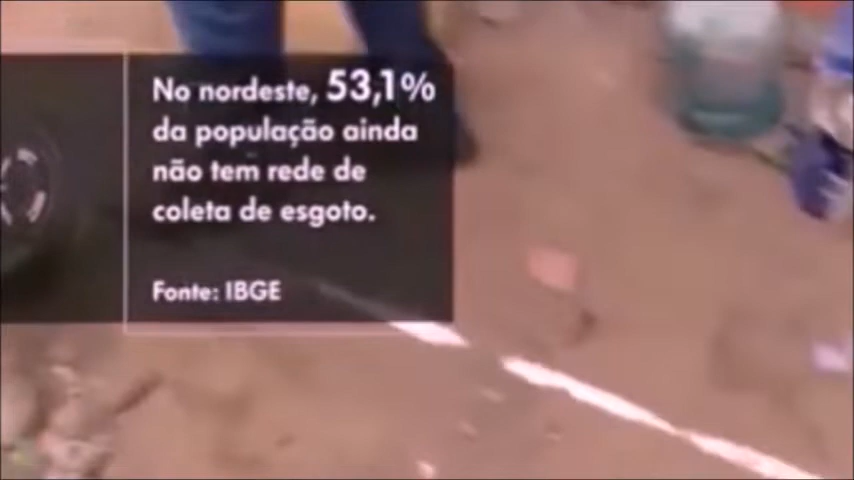 No nordeste, 53,1%
da população ainda
não tem rede de
coleta de esgoto.
Fonte: IBGE